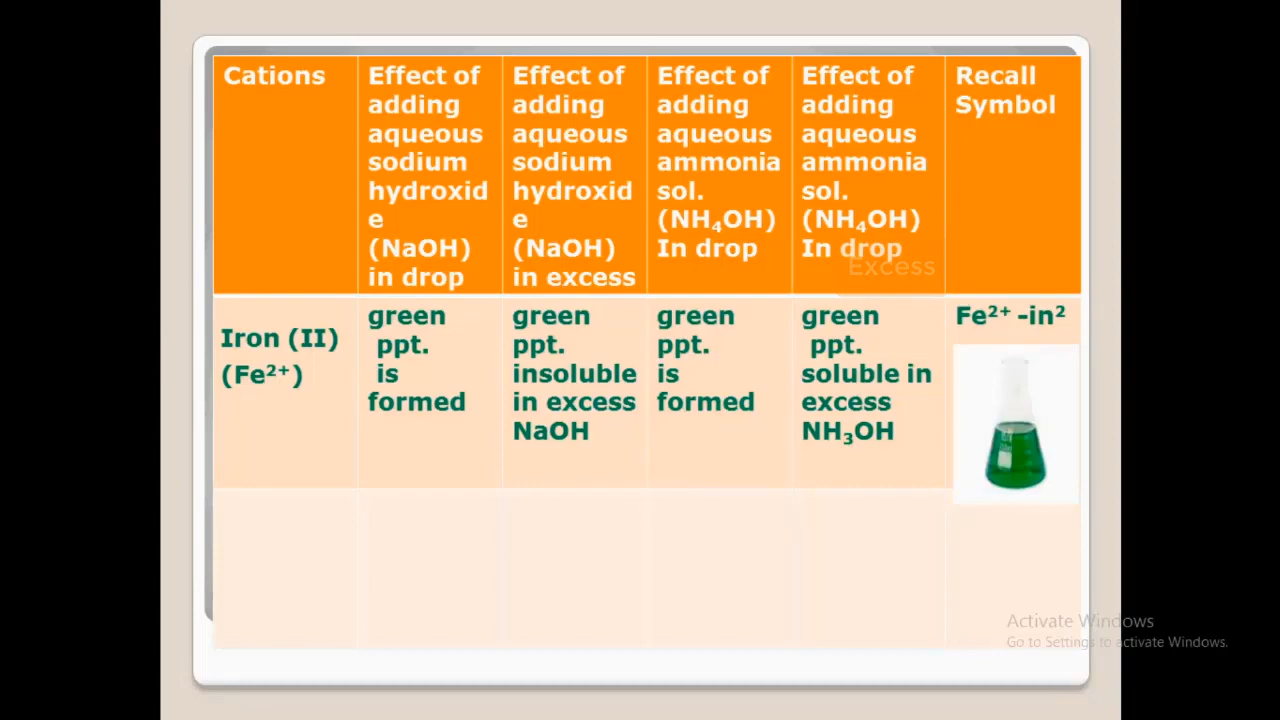 Cations
Effect of
adding
aqueous
sodium
hydroxid
e
(NaOH)
in drop
Effect of
adding
aqueous
sodium
hydroxid
e
(NaOH)
in excess
Effect of
adding
aqueous
ammonia
sol.
(NH₄OH)
In drop
Effect of
adding
aqueous
ammonia
sol.
(NH₄OH)
In drop
Excess
Recall
Symbol
Iron (II)
(Fe²⁺)
green
ppt.
is
formed
green
ppt.
insoluble
in excess
NaOH
green
ppt.
is
formed
green
ppt.
soluble in
excess
NH₃OH
Fe²⁺ -in²
Activate Windows
Go to Settings to activate Windows.